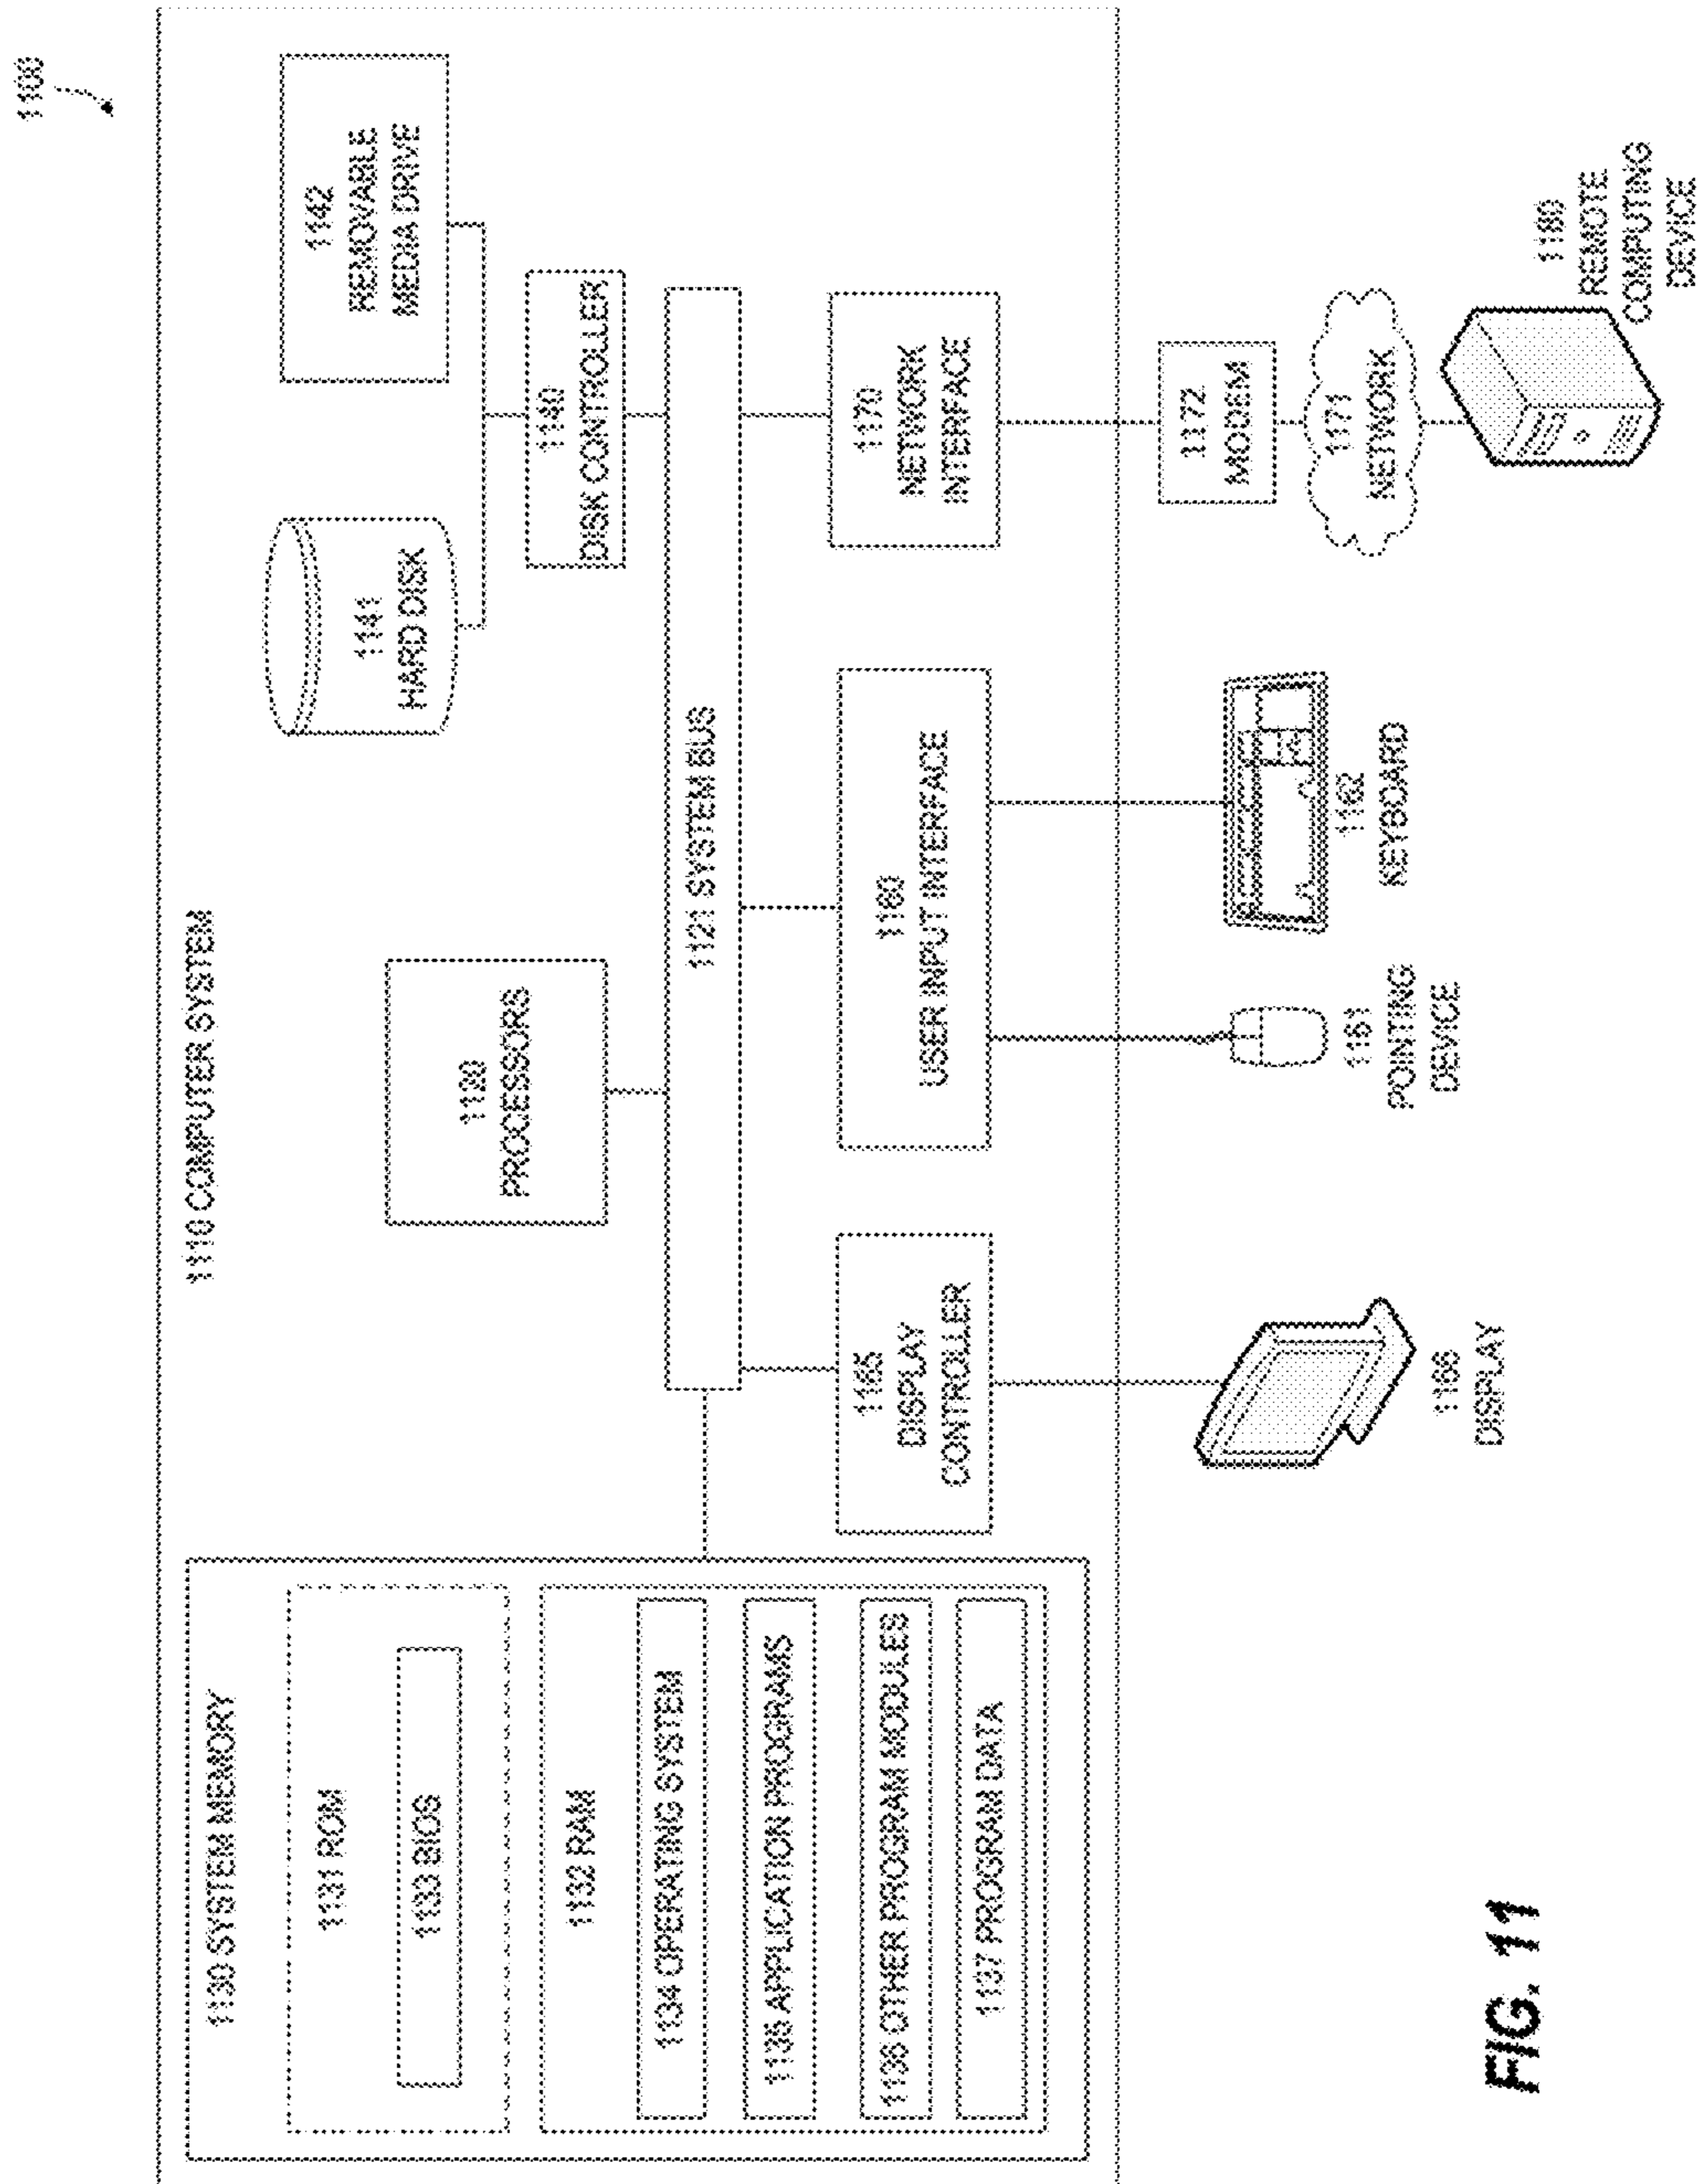 1100
1110 COMPUTER SYSTEM
1130 SYSTEM MEMORY
1131 ROM
1133 BIOS
1132 RAM
1134 OPERATING SYSTEM
1135 APPLICATION PROGRAMS
1136 OTHER PROGRAM MODULES
1137 PROGRAM DATA
1120
PROCESSORS
1141
HARD DISK
1142
REMOVABLE
MEDIA DRIVE
1140
DISK CONTROLLER
1121 SYSTEM BUS
1165
DISPLAY
CONTROLLER
1160
USER INPUT INTERFACE
1170
NETWORK
INTERFACE
1166
DISPLAY
1161
POINTING
DEVICE
1162
KEYBOARD
1172
MODEM
1171
NETWORK
1180
REMOTE
COMPUTING
DEVICE
FIG. 11